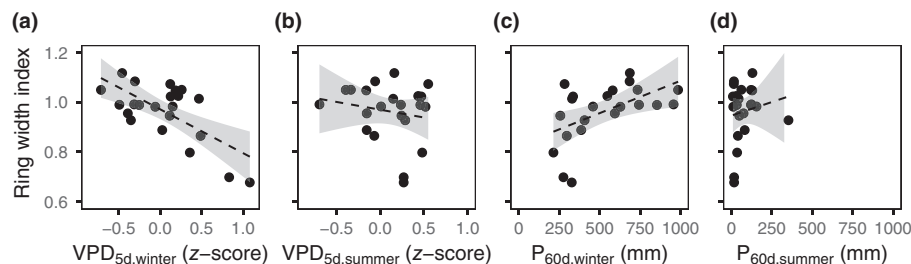 (a) (b) (c) (d)
Ring width index
1.2
1.0
0.8
0.6
−0.5 0.0 0.5 1.0 −0.5 0.0 0.5 1.0 0 250 500 750 1000 0 250 500 750 1000
VPD5d,winter (z−score) VPD5d,summer (z−score) P60d,winter (mm) P60d,summer (mm)